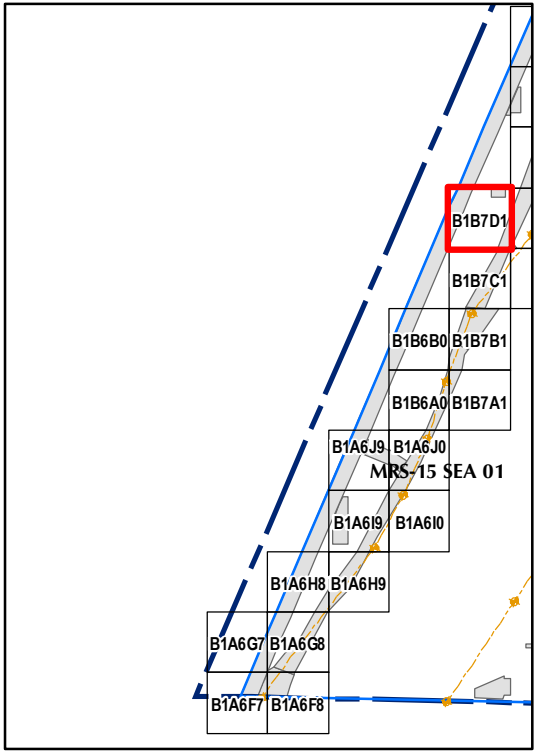 B1B7D1
B1B7C1
B1B6B0 B1B7B1
B1B6A0 B1B7A1
B1A6J9 B1A6J0
MRS-15 SEA 01
B1A6I9 B1A6I0
B1A6H8 B1A6H9
B1A6G7 B1A6G8
B1A6F7 B1A6F8